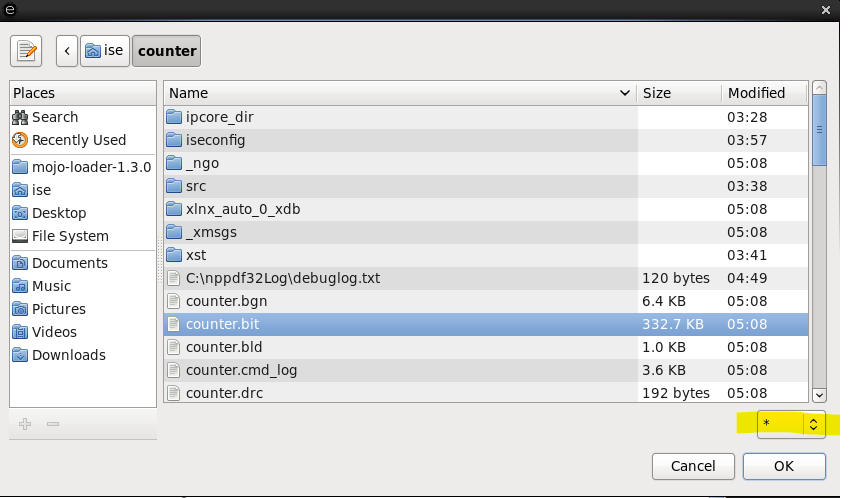 ise counter
Places
Search
Recently Used
mojo-loader-1.3.0
ise
Desktop
File System
Documents
Music
Pictures
Videos
Downloads
Name Size Modified
ipcore_dir 03:28
iseconfig 03:57
_ngo 05:08
src 03:38
xlnx_auto_0_xdb 05:08
_xmsgs 05:08
xst 03:41
C:\nppdf32Log\debuglog.txt 120 bytes 04:49
counter.bgn 6.4 KB 05:08
counter.bit 332.7 KB 05:08
counter.bld 1.0 KB 05:08
counter.cmd_log 3.6 KB 05:08
counter.drc 192 bytes 05:08
*
Cancel OK